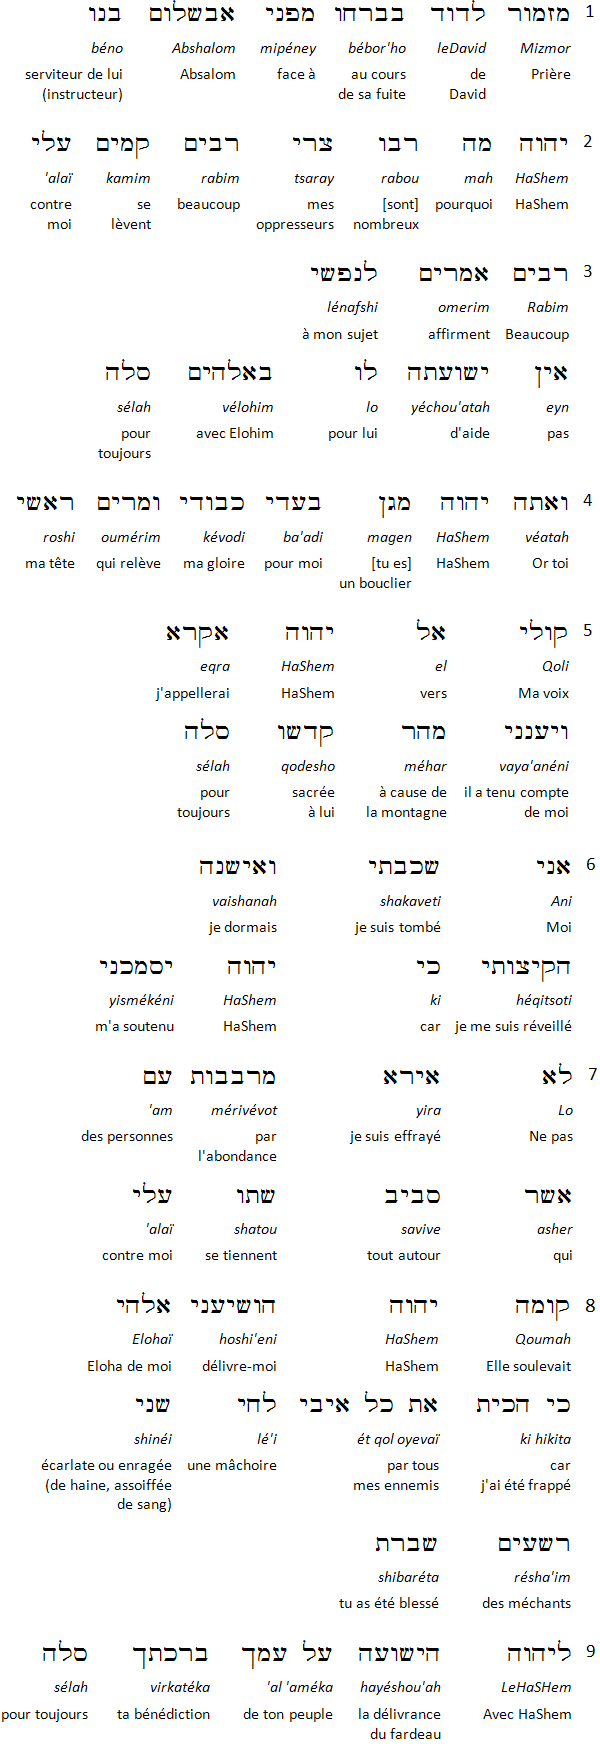 1 מזמור לדוד בברחו מפני אבשלום בנו
Mizmor leDavid bébor'ho mipéney Abshalom béno
Prière de David au cours de sa fuite face à Absalom serviteur de lui (instructeur)
2 יהוה מה רבו צרי רבים קמים עלי
HaShem mah rabou tsaray rabim kamim 'alaï
HaShem pourquoi [sont] nombreux mes oppresseurs beaucoup se lèvent contre moi
3 רבים אמרים לנפשי
Rabim omerim lénafshi
Beaucoup affirment à mon sujet
אין ישועתה לו באלהים סלה
eyn yéchou'atah lo vélohim sélah
pas d'aide pour lui avec Elohim pour toujours
4 ואתה יהוה מגן בעדי כבודי ומרים ראשי
véatah HaShem magen ba'adi kévodi oumérim roshi
Or toi HaShem [tu es] un bouclier pour moi ma gloire qui relève ma tête
5 קולי אל יהוה אקרא
Qoli el HaShem eqra
Ma voix vers HaShem j'appellerai
ויענני מהר קדשו סלה
vaya'anéni méhar qodesho sélah
il a tenu compte de moi à cause de la montagne sacrée à lui pour toujours
6 אני שכבתי ואישנה
Ani shakaveti vaishanah
Moi je suis tombé je dormais
הקיצותי כי יהוה יסמכני
héqitsoti ki HaShem yismékéni
je me suis réveillé car HaShem m'a soutenu
7 לא אירא מרבבות עם
Lo yira mérivévot 'am
Ne pas je suis effrayé par l'abondance des personnes
אשר סביב שתו עלי
asher savive shatou 'alaï
qui tout autour se tiennent contre moi
8 קומה יהוה הושיעני אלהי
Qoumah HaShem hoshi'eni Elohaï
Elle soulevait HaShem délivre-moi Eloha de moi
כי הכית את כל איבי לחי שני
ki hikita ét qol oyevaï lé'i shinéi
car j'ai été frappé par tous mes ennemis une mâchoire écarlate ou enragée (de haine, assoiffée de sang)
רשעים שברת
résha'im shibaréta
des méchants tu as été blessé
9 ליהוה הישועה על עמך ברכתך סלה
LeHaSHem hayéshou'ah 'al 'améka virkatéka sélah
Avec HaShem la délivrance du fardeau de ton peuple ta bénédiction pour toujours